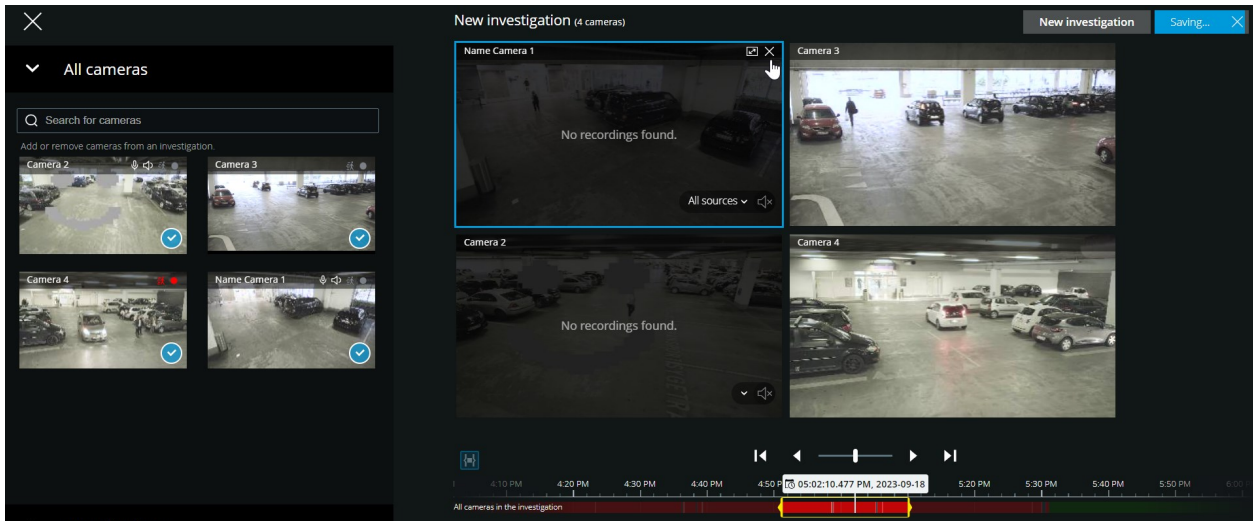 New investigation (4 cameras)
New investigation
Saving...
All cameras
Search for cameras
Add or remove cameras from an investigation.
Camera 2
Camera 3
Camera 4
Name Camera 1
Name Camera 1
No recordings found.
All sources
Camera 3
Camera 2
No recordings found.
Camera 4
05:02:10.477 PM, 2023-09-18
4:10 PM 4:20 PM 4:30 PM 4:40 PM 4:50 P 5:20 PM 5:30 PM 5:40 PM 5:50 PM 6:00
All cameras in the investigation